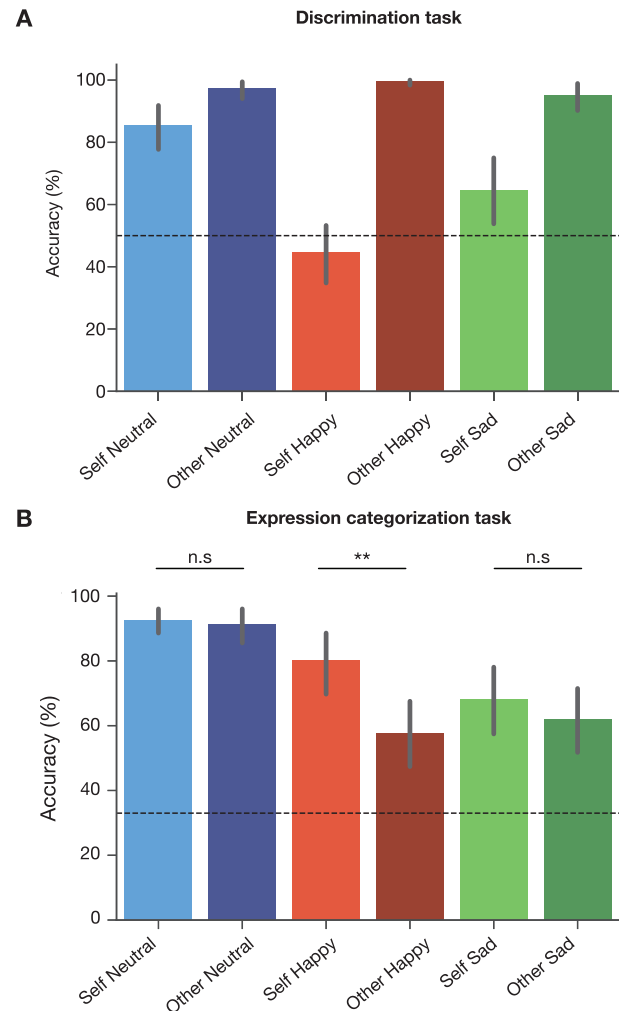 A
Discrimination task
Accuracy (%)
100
80
60
40
20
0
Self Neutral
Other Neutral
Self Happy
Other Happy
Self Sad
Other Sad
B
Expression categorization task
n.s
**
n.s
Accuracy (%)
100
80
60
40
20
0
Self Neutral
Other Neutral
Self Happy
Other Happy
Self Sad
Other Sad